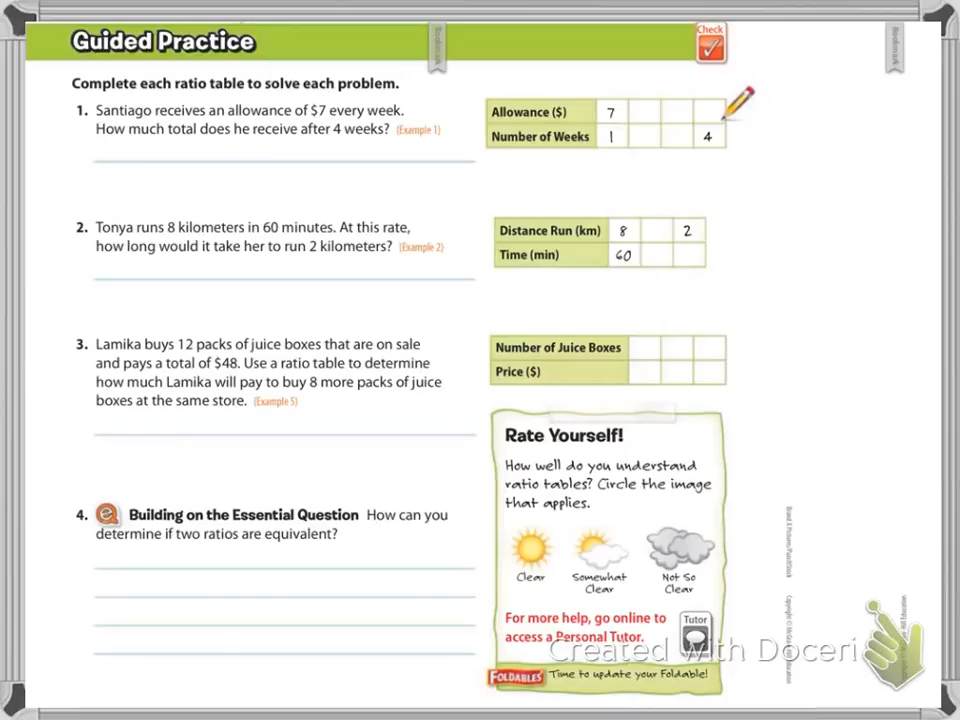 Guided Practice
Bookmark
Check
Bookmark
Complete each ratio table to solve each problem.
1. Santiago receives an allowance of $7 every week.
How much total does he receive after 4 weeks? (Example 1)
Allowance ($) 7
Number of Weeks 1 4
2. Tonya runs 8 kilometers in 60 minutes. At this rate,
how long would it take her to run 2 kilometers? (Example 2)
Distance Run (km) 8 2
Time (min) 60
3. Lamika buys 12 packs of juice boxes that are on sale
and pays a total of $48. Use a ratio table to determine
how much Lamika will pay to buy 8 more packs of juice
boxes at the same store. (Example 5)
Number of Juice Boxes
Price ($)
4. e Building on the Essential Question How can you
determine if two ratios are equivalent?
Rate Yourself!
How well do you understand
ratio tables? Circle the image
that applies.
Clear
Somewhat
Clear
Not So
Clear
For more help, go online to
access a Personal Tutor.
Tutor
FOLDABLES Time to update your Foldable!
Created with Doceri